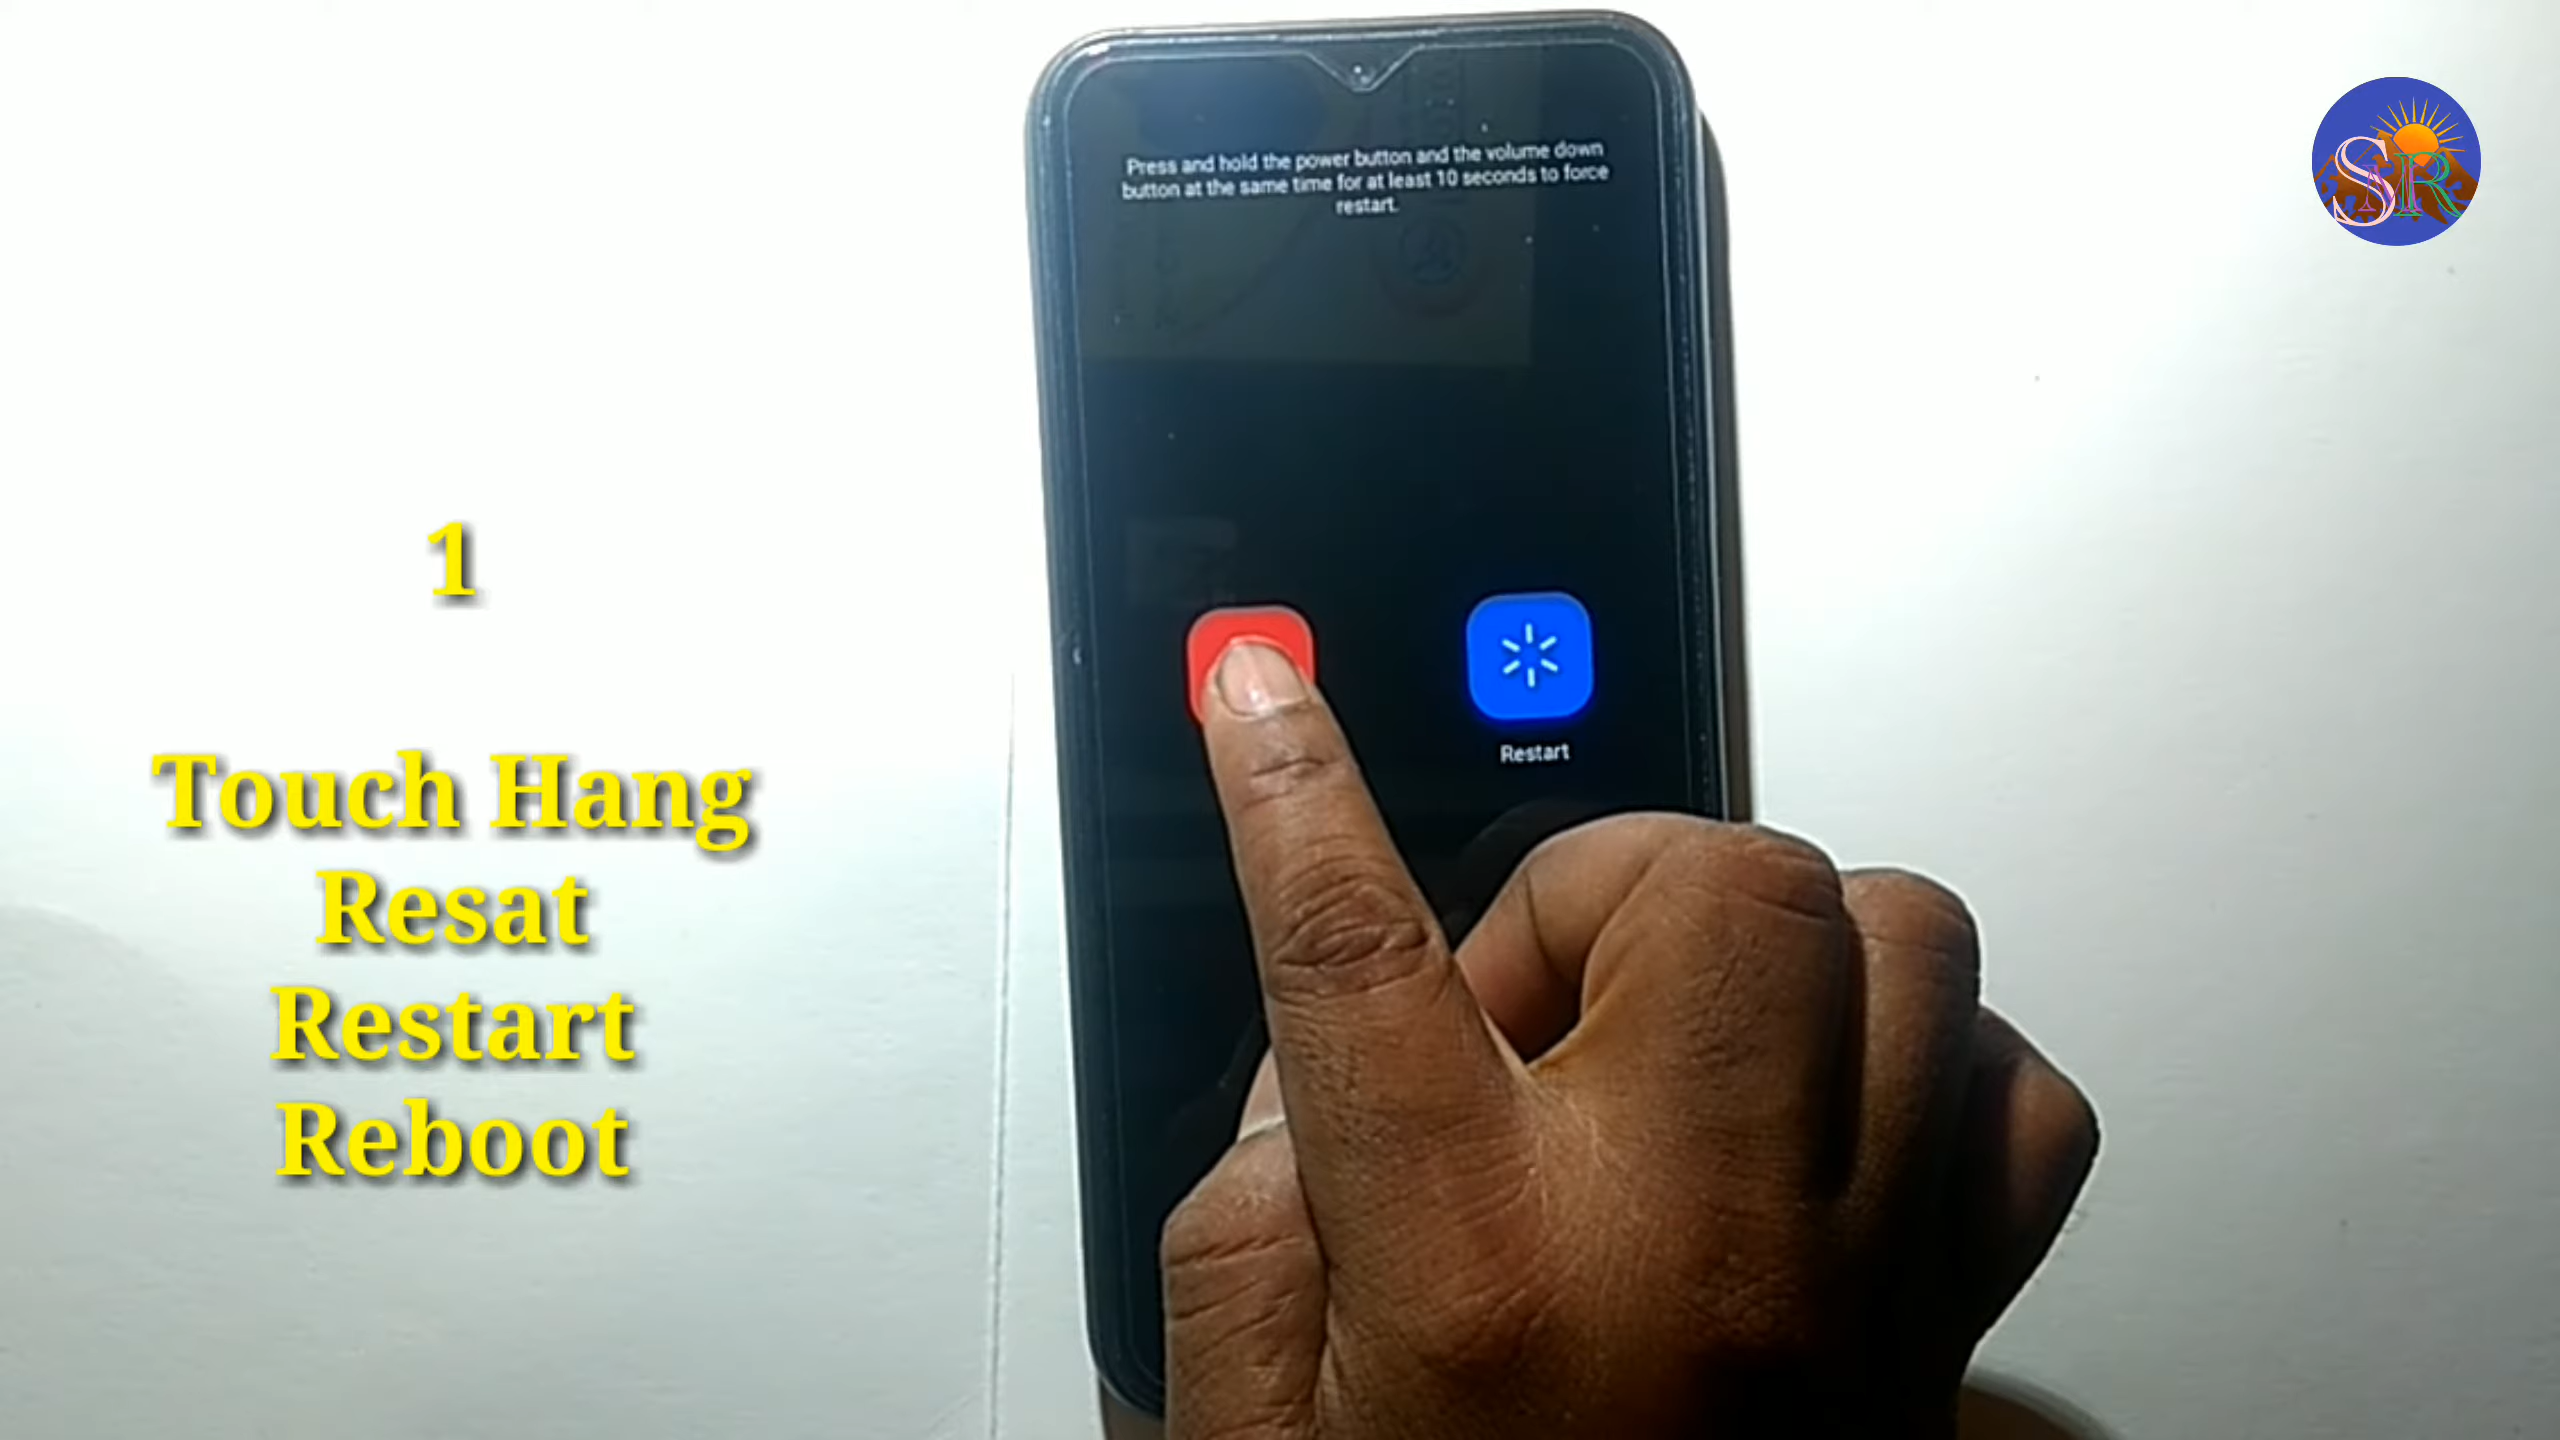 Press and hold the power button and the volume down
button at the same time for at least 10 seconds to force
restart.
Restart
1
Touch Hang
Resat
Restart
Reboot
SMR